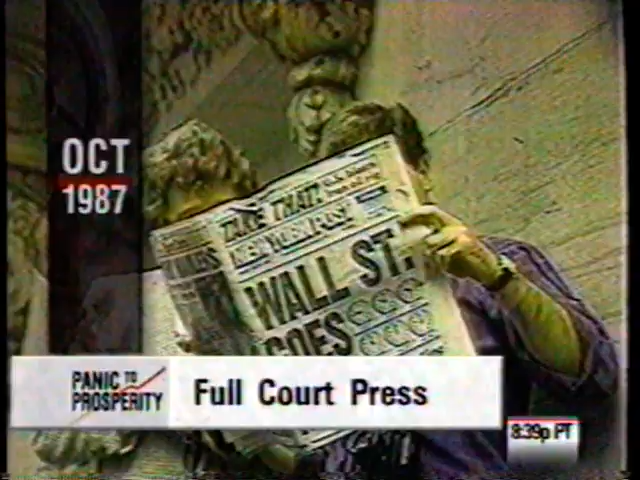 OCT
1987
TAKE THAT!
NEW YORK POST
WALL ST.
GOES
PANIC TO
PROSPERITY
Full Court Press
8:39p PT